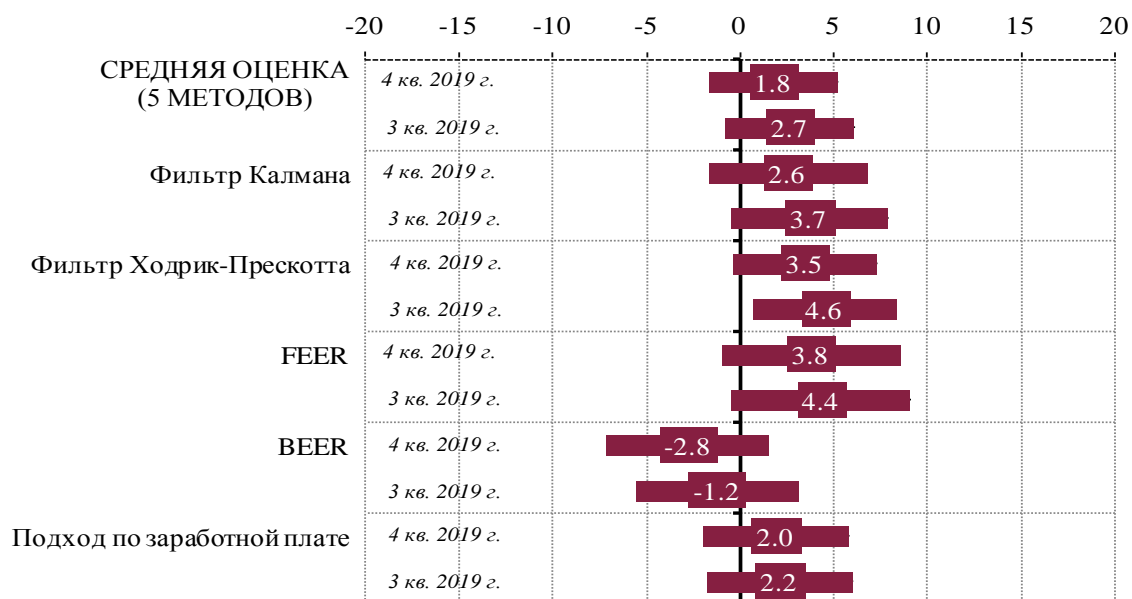 -20 -15 -10 -5 0 5 10 15 20
СРЕДНЯЯ ОЦЕНКА
(5 МЕТОДОВ)
4 кв. 2019 г. 1.8
3 кв. 2019 г. 2.7
Фильтр Калмана 4 кв. 2019 г. 2.6
3 кв. 2019 г. 3.7
Фильтр Ходрик-Прескотта 4 кв. 2019 г. 3.5
3 кв. 2019 г. 4.6
FEER 4 кв. 2019 г. 3.8
3 кв. 2019 г. 4.4
BEER 4 кв. 2019 г. -2.8
3 кв. 2019 г. -1.2
Подход по заработной плате 4 кв. 2019 г. 2.0
3 кв. 2019 г. 2.2